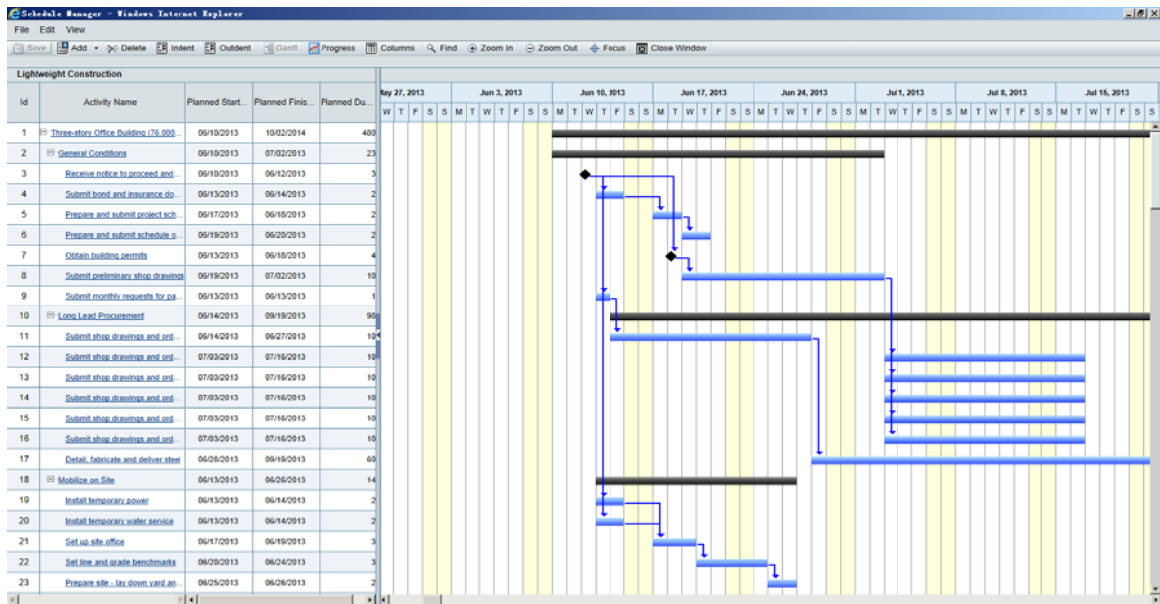 Schedule Manager - Windows Internet Explorer
File Edit View
Save Add Delete Indent Outdent Gantt Progress Columns Find Zoom In Zoom Out Focus Close Window
Lightweight Construction
Id Activity Name Planned Start... Planned Finis... Planned Du...
May 27, 2013 Jun 3, 2013 Jun 10, 2013 Jun 17, 2013 Jun 24, 2013 Jul 1, 2013 Jul 8, 2013 Jul 15, 2013
W T F S S M T W T F S S M T W T F S S M T W T F S S M T W T F S S M T W T F S S M T W T F S S M T W T F S S
1 Three-story Office Building (76,000... 06/10/2013 10/02/2014 480
2 General Conditions 06/10/2013 07/02/2013 23
3 Receive notice to proceed and... 06/10/2013 06/12/2013 3
4 Submit bond and insurance do... 06/13/2013 06/14/2013 2
5 Prepare and submit project sch... 06/17/2013 06/18/2013 2
6 Prepare and submit schedule o... 06/19/2013 06/20/2013 2
7 Obtain building permits 06/13/2013 06/18/2013 4
8 Submit preliminary shop drawings 06/19/2013 07/02/2013 10
9 Submit monthly requests for pa... 06/13/2013 06/13/2013 1
10 Long Lead Procurement 06/14/2013 09/19/2013 98
11 Submit shop drawings and ord... 06/14/2013 06/27/2013 10
12 Submit shop drawings and ord... 07/03/2013 07/16/2013 10
13 Submit shop drawings and ord... 07/03/2013 07/16/2013 10
14 Submit shop drawings and ord... 07/03/2013 07/16/2013 10
15 Submit shop drawings and ord... 07/03/2013 07/16/2013 10
16 Submit shop drawings and ord... 07/03/2013 07/16/2013 10
17 Detail, fabricate and deliver steel 06/28/2013 09/19/2013 60
18 Mobilize on Site 06/13/2013 06/26/2013 14
19 Install temporary power 06/13/2013 06/14/2013 2
20 Install temporary water service 06/13/2013 06/14/2013 2
21 Set up site office 06/17/2013 06/19/2013 3
22 Set line and grade benchmarks 06/20/2013 06/24/2013 3
23 Prepare site - lay down yard an... 06/25/2013 06/26/2013 2